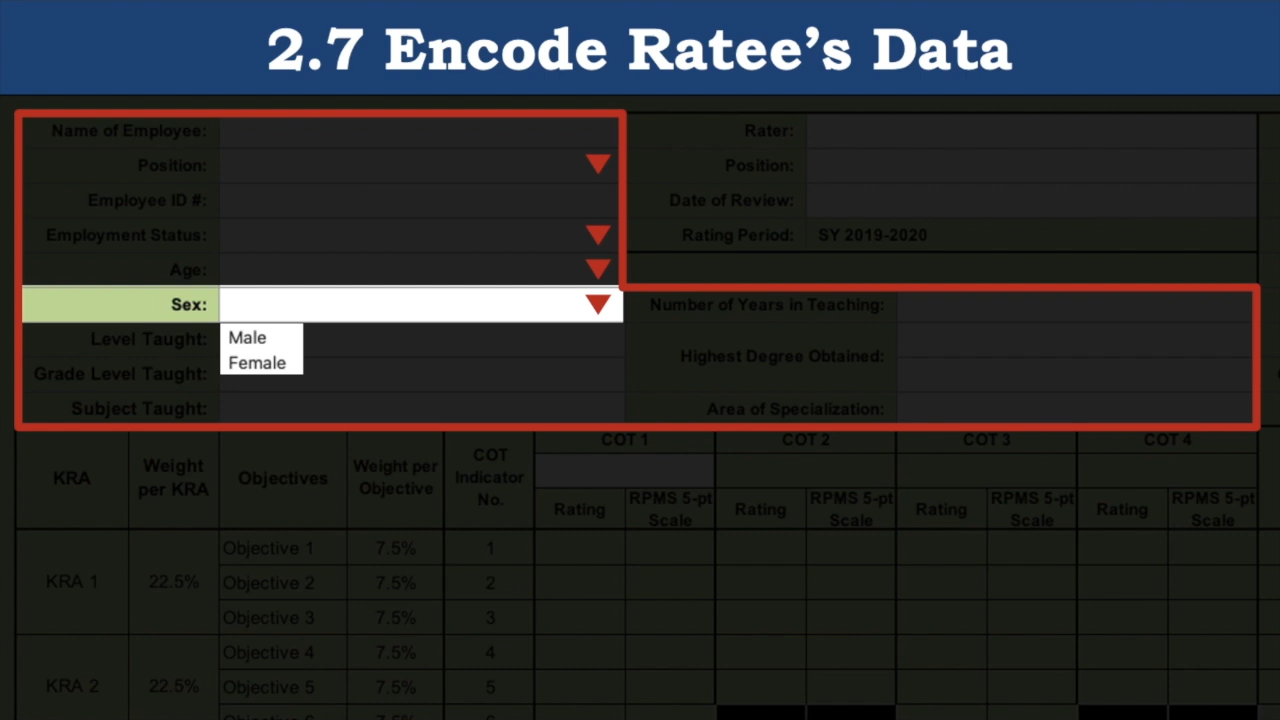 2.7 Encode Ratee’s Data
Name of Employee:
Rater:
Position:
Position:
Employee ID #:
Date of Review:
Employment Status:
Rating Period: SY 2019-2020
Age:
Sex:
Number of Years in Teaching:
Male
Level Taught:
Highest Degree Obtained:
Female
Grade Level Taught:
Subject Taught:
Area of Specialization:
COT 1 COT 2 COT 3 COT 4
KRA
Weight
per KRA
Objectives
Weight per
Objective
COT
Indicator
No.
Rating
RPMS 5-pt
Scale
Rating
RPMS 5-pt
Scale
Rating
RPMS 5-pt
Scale
Rating
RPMS 5-pt
Scale
KRA 1 22.5%
Objective 1 7.5% 1
Objective 2 7.5% 2
Objective 3 7.5% 3
KRA 2 22.5%
Objective 4 7.5% 4
Objective 5 7.5% 5